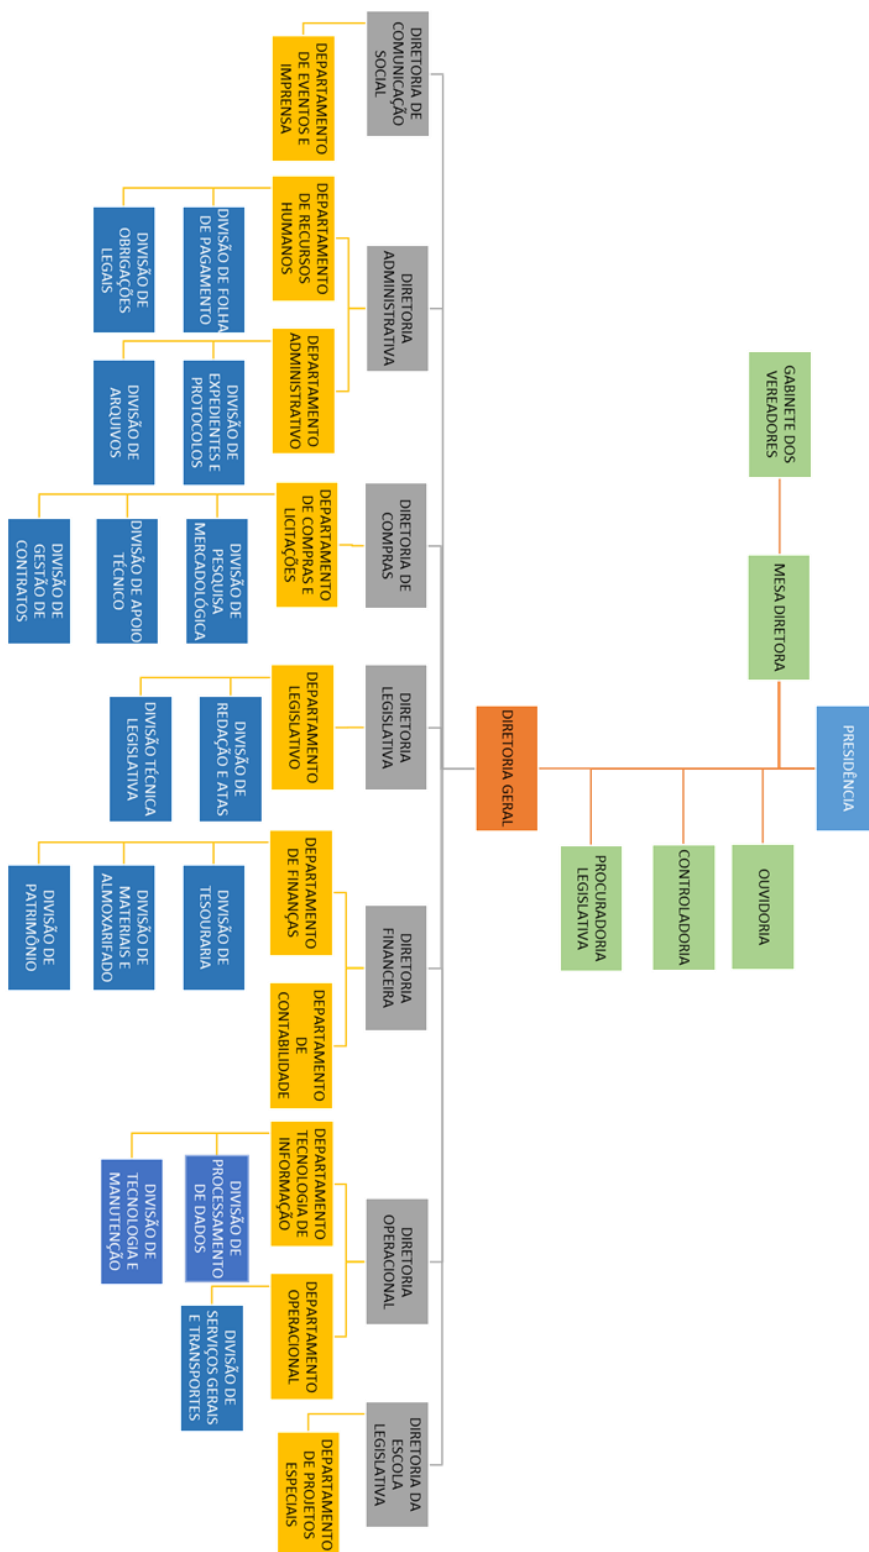 PRESIDÊNCIA
GABINETE DOS
VEREADORES
MESA DIRETORA
OUVIDORIA
CONTROLADORIA
PROCURADORIA
LEGISLATIVA
DIRETORIA GERAL
DIRETORIA DE
COMUNICAÇÃO
SOCIAL
DEPARTAMENTO
DE EVENTOS E
IMPRENSA
DIRETORIA
ADMINISTRATIVA
DEPARTAMENTO
DE RECURSOS
HUMANOS
DIVISÃO DE FOLHA
DE PAGAMENTO
DIVISÃO DE
OBRIGAÇÕES
LEGAIS
DEPARTAMENTO
ADMINISTRATIVO
DIVISÃO DE
EXPEDIENTES E
PROTOCOLOS
DIVISÃO DE
ARQUIVOS
DIRETORIA DE
COMPRAS
DEPARTAMENTO
DE COMPRAS E
LICITAÇÕES
DIVISÃO DE
PESQUISA
MERCADOLÓGICA
DIVISÃO DE APOIO
TÉCNICO
DIVISÃO DE
GESTÃO DE
CONTRATOS
DIRETORIA
LEGISLATIVA
DEPARTAMENTO
LEGISLATIVO
DIVISÃO DE
REDAÇÃO E ATAS
DIVISÃO TÉCNICA
LEGISLATIVA
DIRETORIA
FINANCEIRA
DEPARTAMENTO
DE FINANÇAS
DIVISÃO DE
TESOURARIA
DIVISÃO DE
MATERIAIS E
ALMOXARIFADO
DIVISÃO DE
PATRIMÔNIO
DEPARTAMENTO
DE
CONTABILIDADE
DIRETORIA
OPERACIONAL
DEPARTAMENTO
TECNOLOGIA DE
INFORMAÇÃO
DIVISÃO DE
PROCESSAMENTO
DE DADOS
DIVISÃO DE
TECNOLOGIA E
MANUTENÇÃO
DEPARTAMENTO
OPERACIONAL
DIVISÃO DE
SERVIÇOS GERAIS
E TRANSPORTES
DIRETORIA DA
ESCOLA
LEGISLATIVA
DEPARTAMENTO
DE PROJETOS
ESPECIAIS